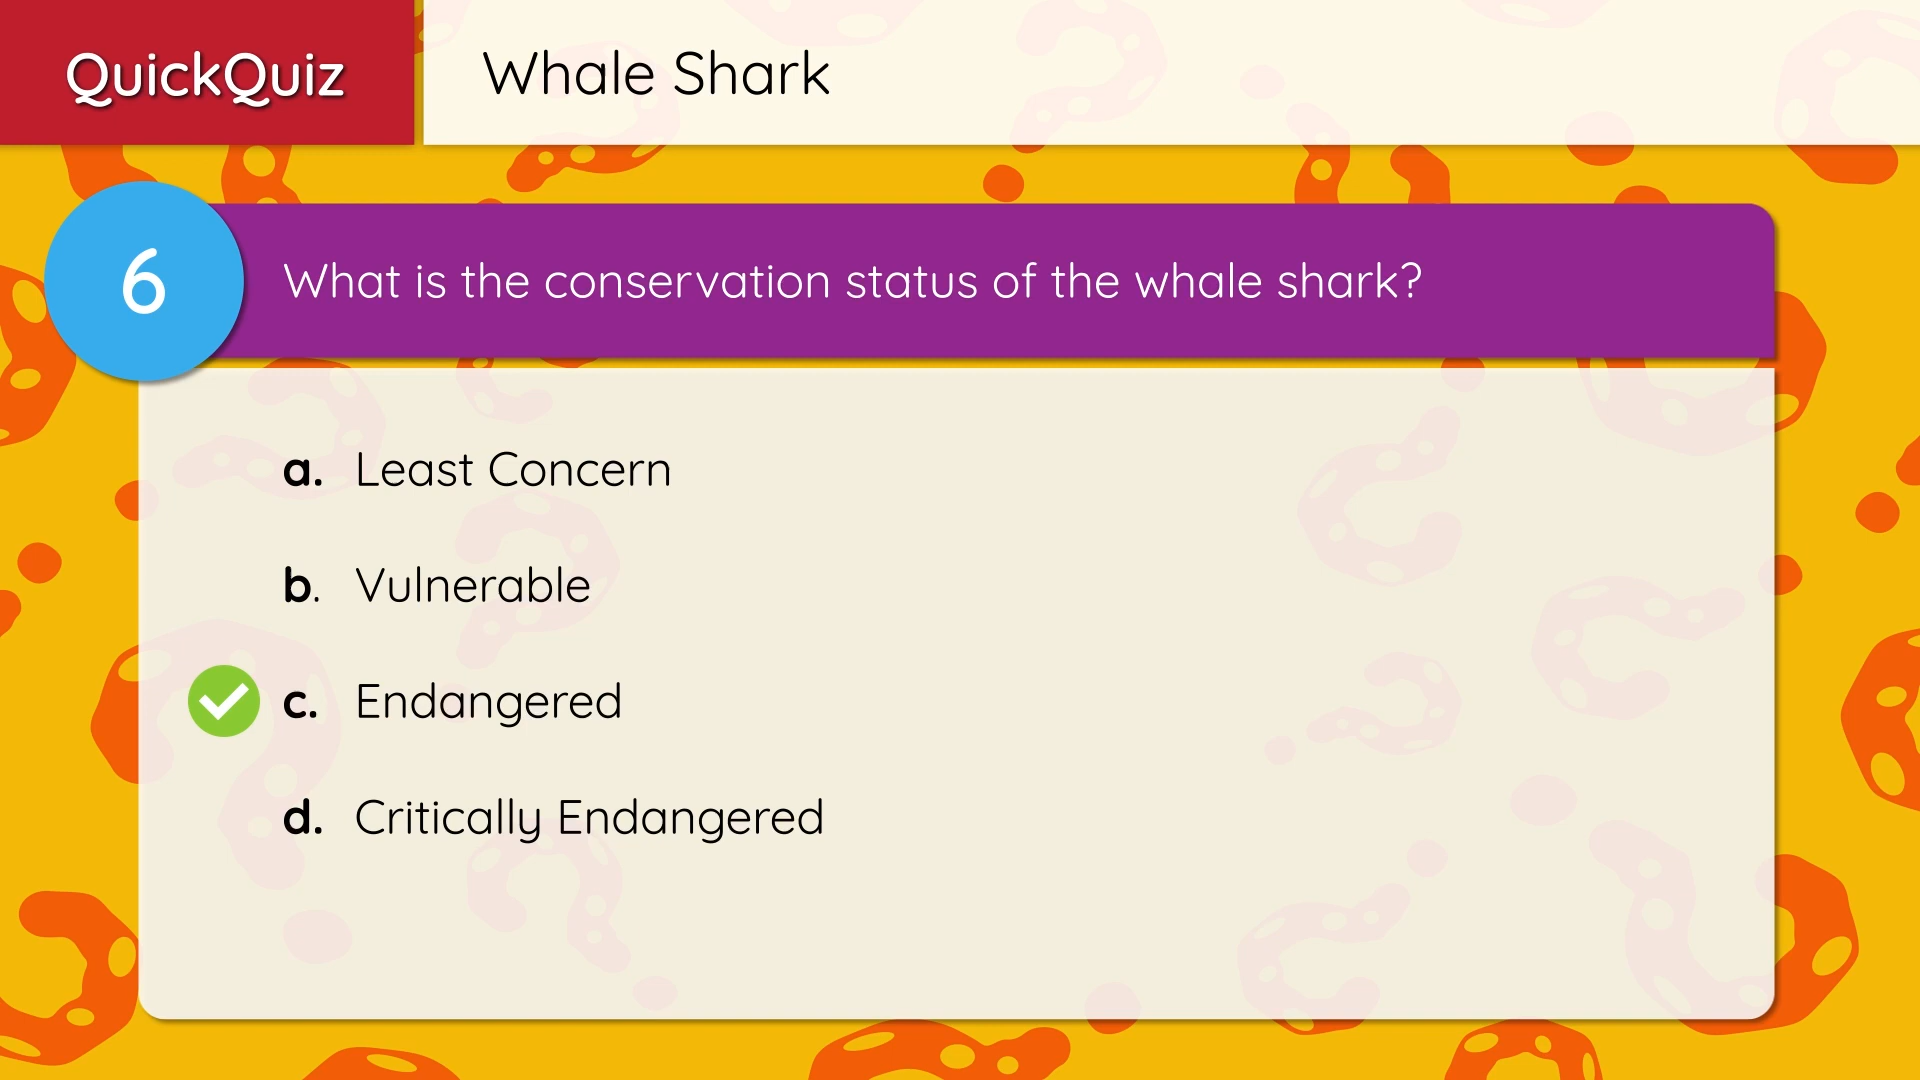 QuickQuiz
Whale Shark
6
What is the conservation status of the whale shark?
a. Least Concern
b. Vulnerable
c. Endangered
d. Critically Endangered